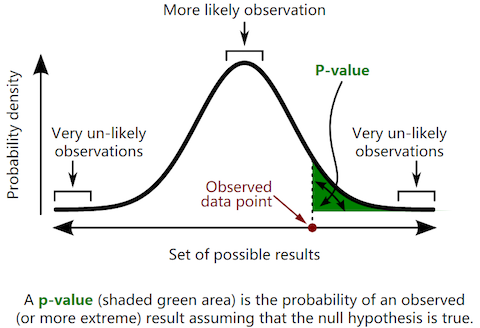 More likely observation
P-value
Probability density
Very un-likely
observations
Very un-likely
observations
Observed
data point
Set of possible results
A p-value (shaded green area) is the probability of an observed
(or more extreme) result assuming that the null hypothesis is true.